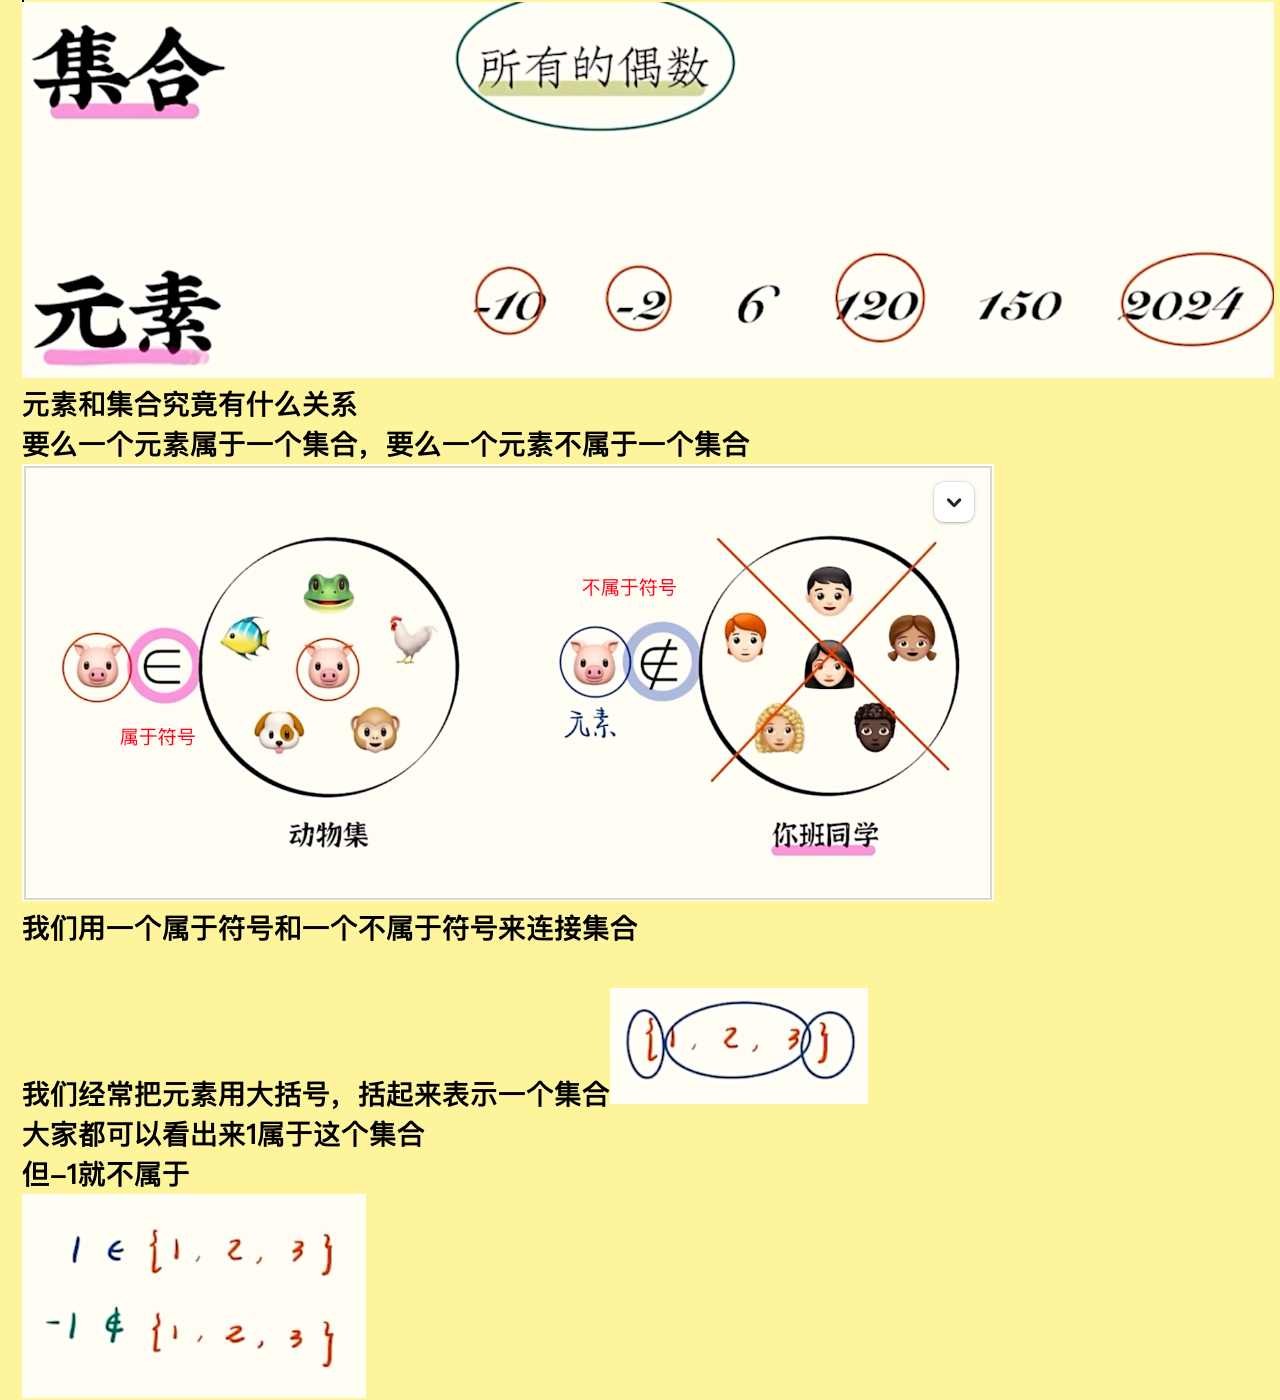 集合
所有的偶数
元素
-10 -2 6 120 150 2024
元素和集合究竟有什么关系
要么一个元素属于一个集合，要么一个元素不属于一个集合
不属于符号
∈
∉
元素
属于符号
动物集
你班同学
我们用一个属于符号和一个不属于符号来连接集合
{1, 2, 3}
我们经常把元素用大括号，括起来表示一个集合
大家都可以看出来1属于这个集合
但–1就不属于
1 ∈ {1, 2, 3}
-1 ∉ {1, 2, 3}